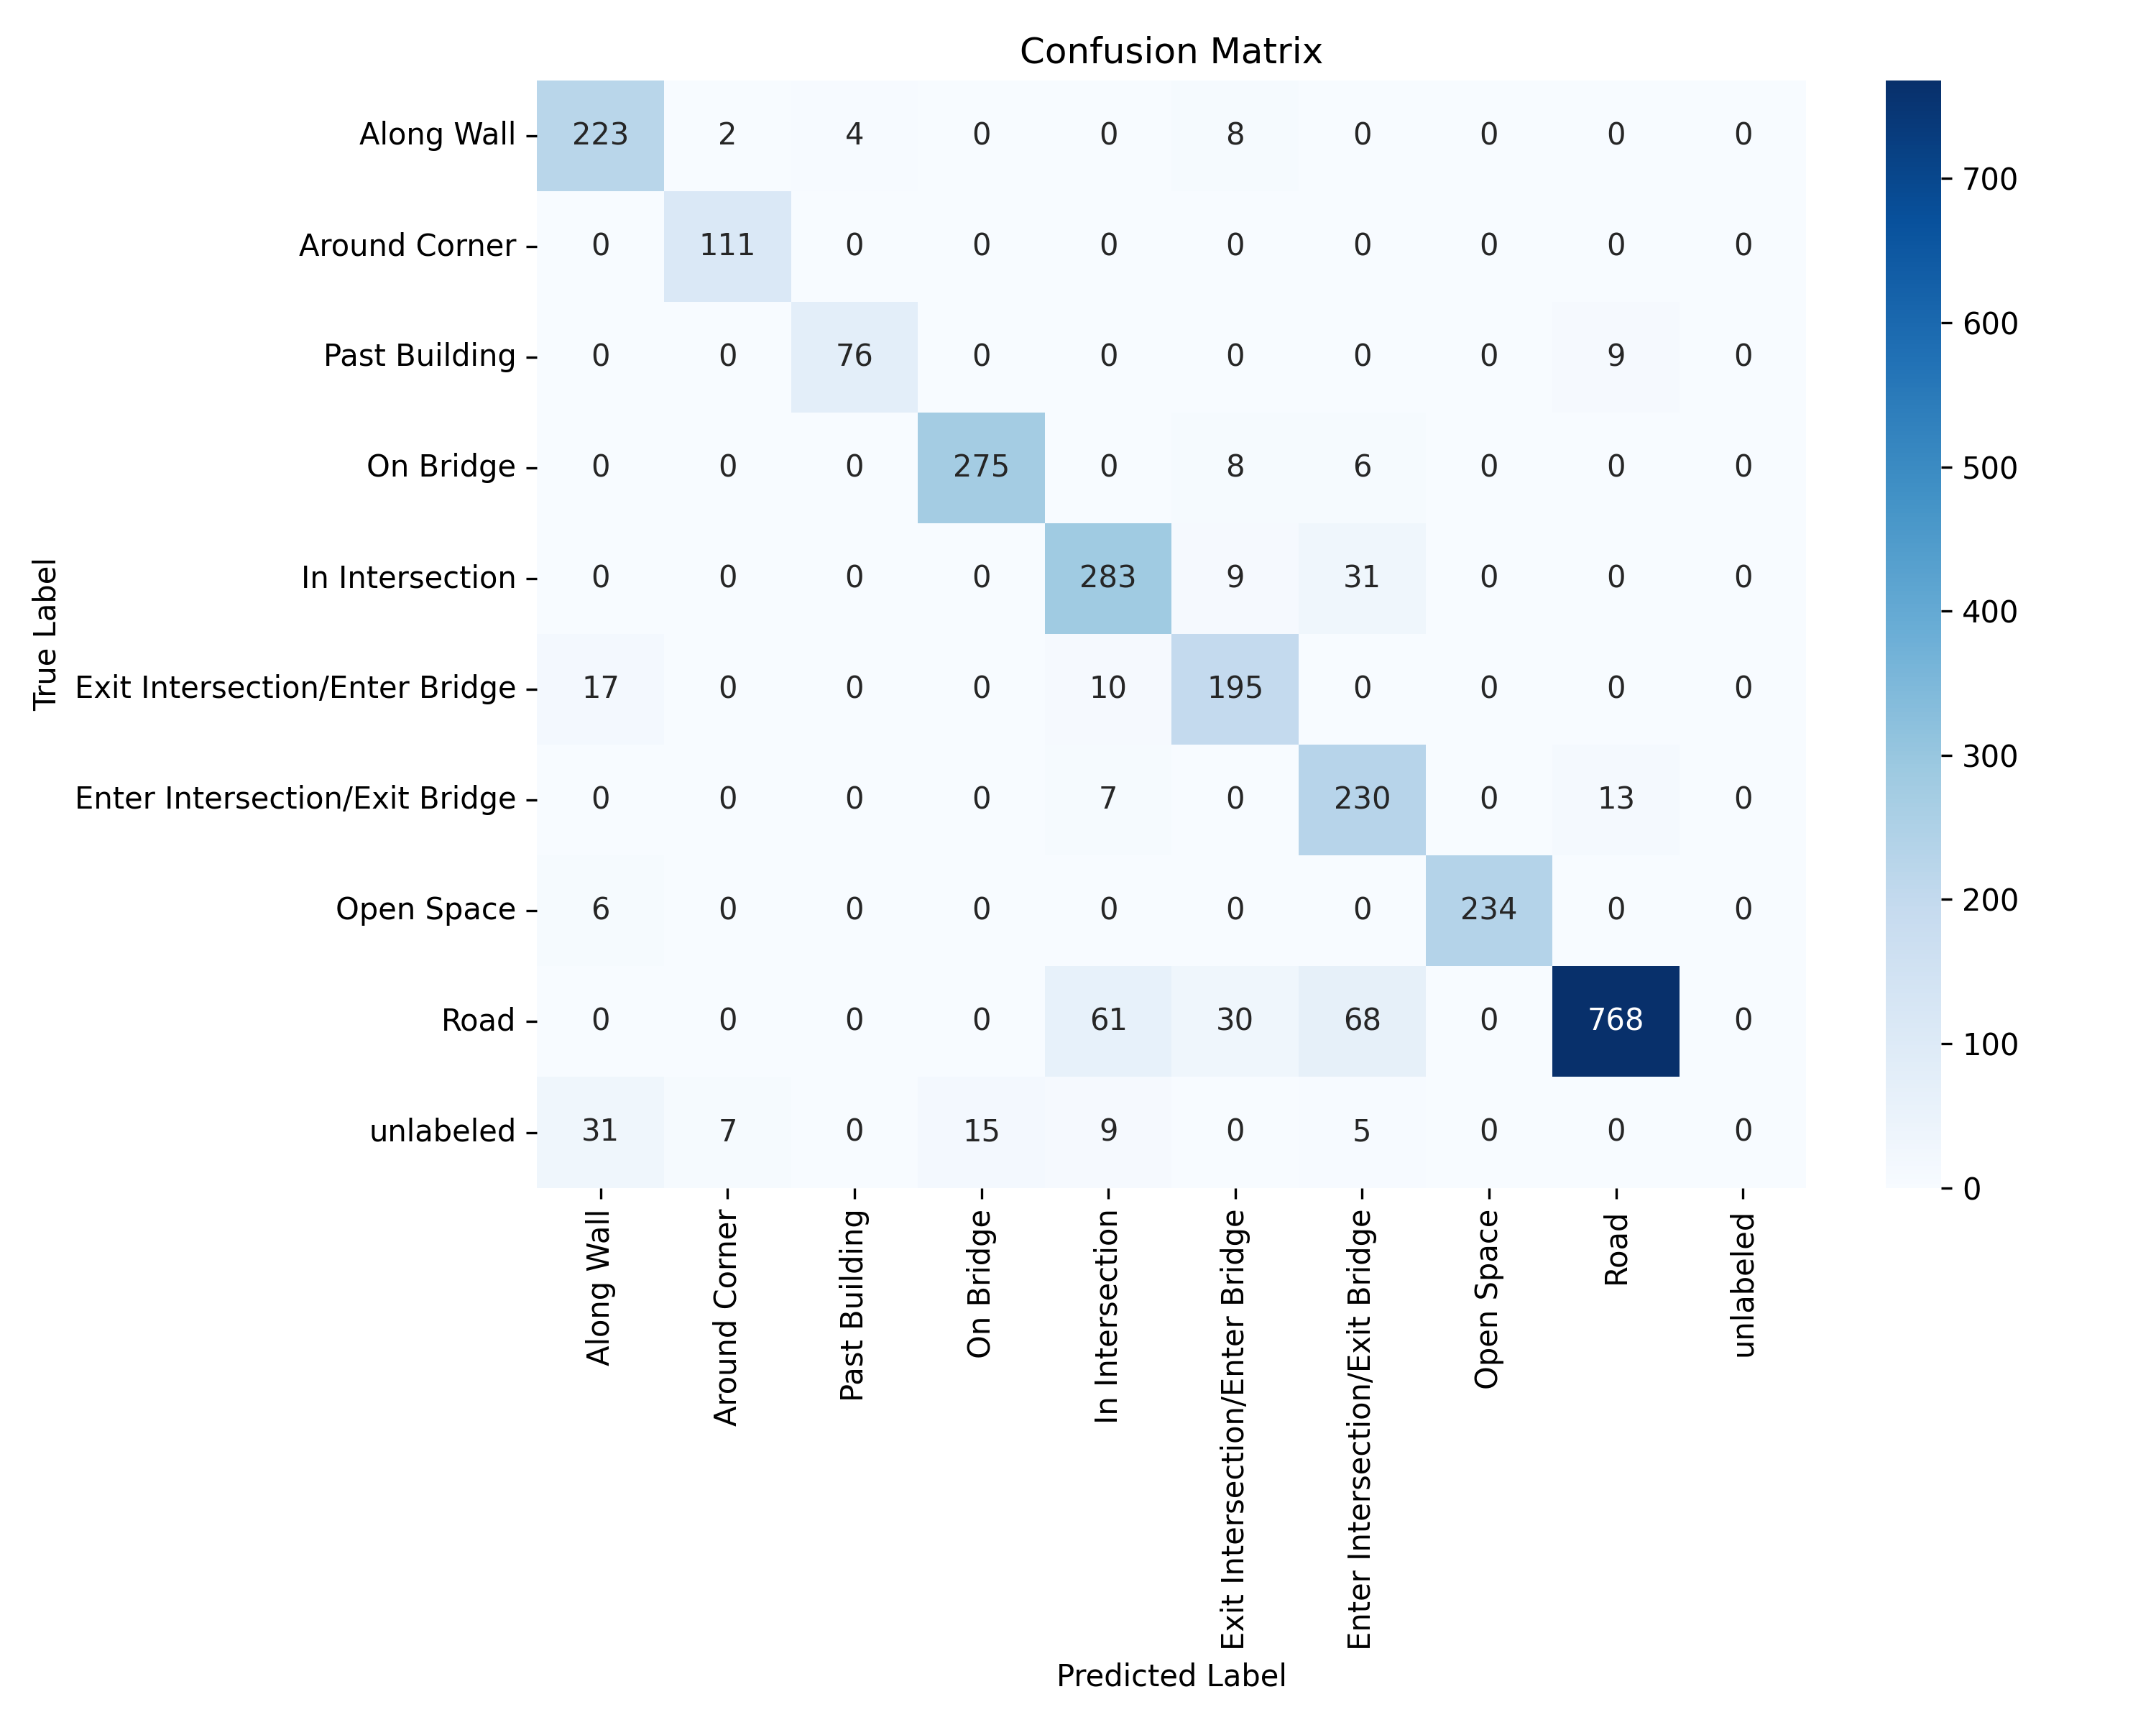 Confusion Matrix
Along Wall 223 2 4 0 0 8 0 0 0 0
Around Corner 0 111 0 0 0 0 0 0 0 0
Past Building 0 0 76 0 0 0 0 0 9 0
On Bridge 0 0 0 275 0 8 6 0 0 0
In Intersection 0 0 0 0 283 9 31 0 0 0
Exit Intersection/Enter Bridge 17 0 0 0 10 195 0 0 0 0
Enter Intersection/Exit Bridge 0 0 0 0 7 0 230 0 13 0
Open Space 6 0 0 0 0 0 0 234 0 0
Road 0 0 0 0 61 30 68 0 768 0
unlabeled 31 7 0 15 9 0 5 0 0 0
True Label
Along Wall
Around Corner
Past Building
On Bridge
In Intersection
Exit Intersection/Enter Bridge
Enter Intersection/Exit Bridge
Open Space
Road
unlabeled
Predicted Label
700
600
500
400
300
200
100
0